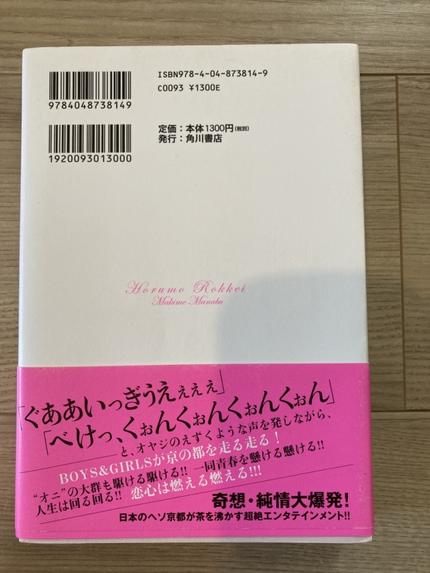 9784048738149
ISBN978-4-04-873814-9
C0093 ¥1300E
1920093013000
定価：本体1300円(税別)
発行：角川書店
Horumo Rokkei
Makime Manabu
「ぐああいっぎうえぇぇぇ」
「べけっ、くぉんくぉんくぉんくぉん」
――と、オヤジのえずくような声を発しながら、
BOYS&GIRLSが京の都を走る走る！
“オニ”の大群も駆ける駆ける!! 一同青春を懸ける懸ける!!
人生は回る回る!! 恋心は燃える燃える!!!
奇想・純情大爆発！
日本のヘソ京都が茶を沸かす超絶エンタテインメント!!